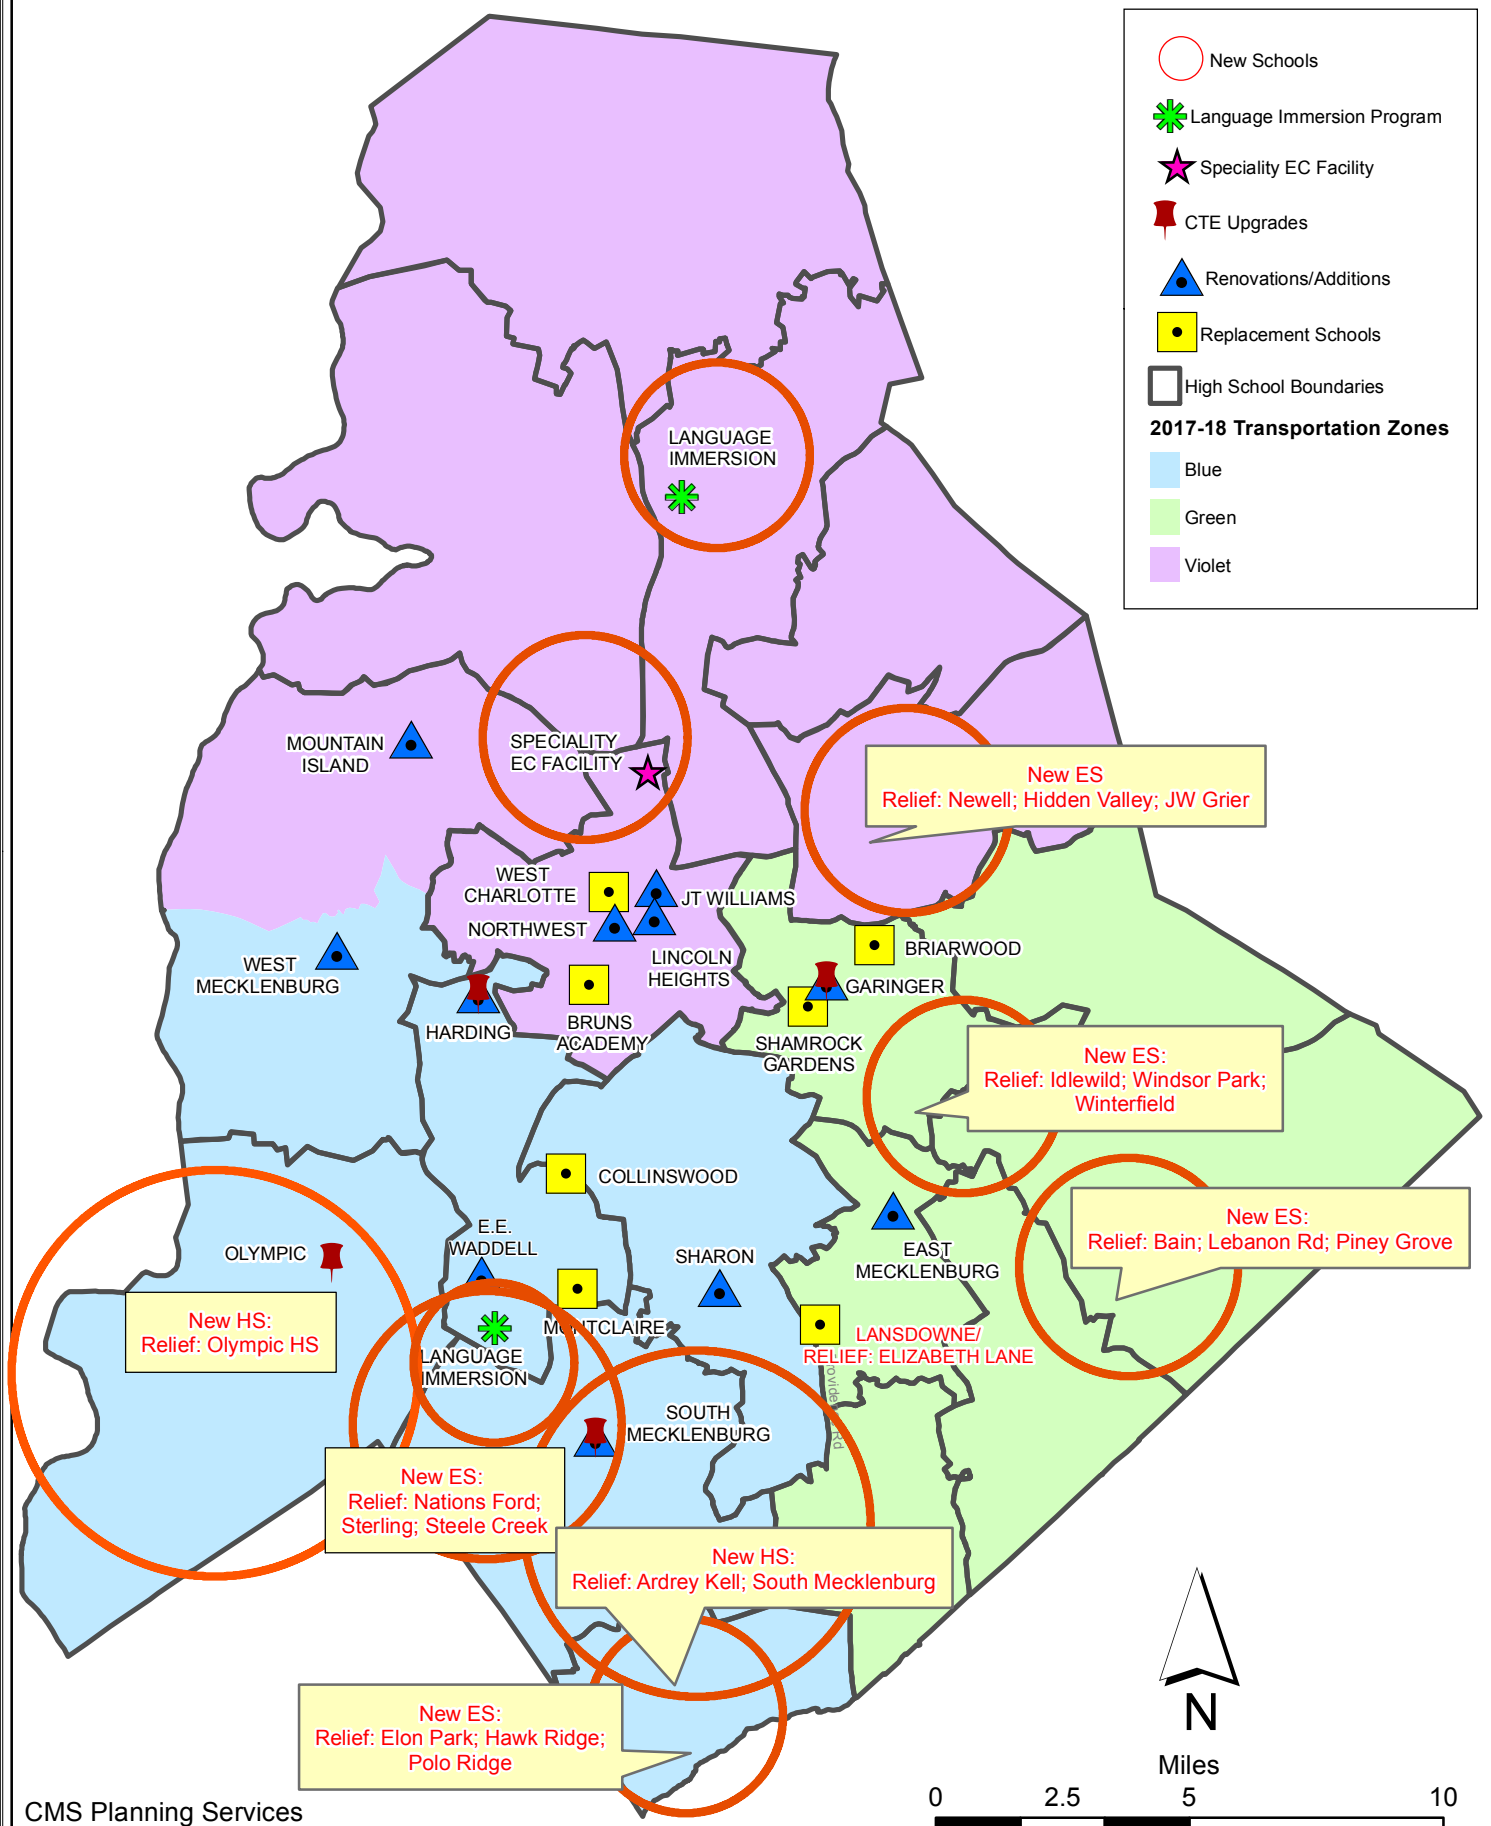 New Schools
Language Immersion Program
Speciality EC Facility
CTE Upgrades
Renovations/Additions
Replacement Schools
High School Boundaries
2017-18 Transportation Zones
Blue
Green
Violet
LANGUAGE
IMMERSION
MOUNTAIN
ISLAND
SPECIALITY
EC FACILITY
New ES
Relief: Newell; Hidden Valley; JW Grier
WEST
CHARLOTTE
JT WILLIAMS
NORTHWEST
LINCOLN
HEIGHTS
BRIARWOOD
WEST
MECKLENBURG
GARINGER
HARDING
BRUNS
ACADEMY
SHAMROCK
GARDENS
New ES:
Relief: Idlewild; Windsor Park;
Winterfield
COLLINSWOOD
E.E.
WADDELL
OLYMPIC
SHARON
EAST
MECKLENBURG
New ES:
Relief: Bain; Lebanon Rd; Piney Grove
New HS:
Relief: Olympic HS
MONTCLAIRE
LANSDOWNE/
RELIEF: ELIZABETH LANE
LANGUAGE
IMMERSION
SOUTH
MECKLENBURG
Rd
New ES:
Relief: Nations Ford;
Sterling; Steele Creek
New HS:
Relief: Ardrey Kell; South Mecklenburg
New ES:
Relief: Elon Park; Hawk Ridge;
Polo Ridge
N
Miles
0 2.5 5 10
CMS Planning Services